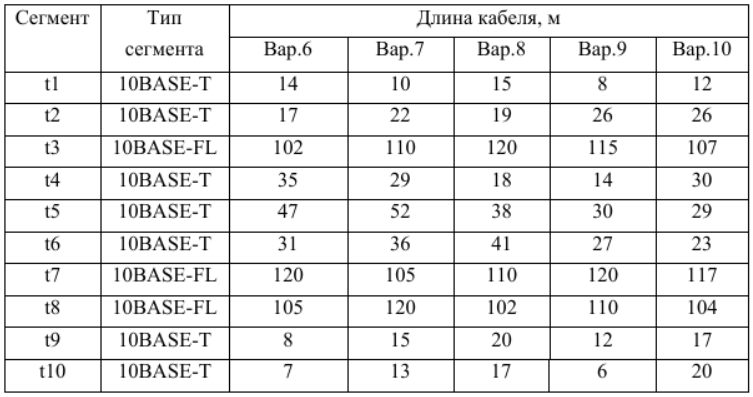 Сегмент Тип сегмента Длина кабеля, м
Вар.6 Вар.7 Вар.8 Вар.9 Вар.10
t1 10BASE-T 14 10 15 8 12
t2 10BASE-T 17 22 19 26 26
t3 10BASE-FL 102 110 120 115 107
t4 10BASE-T 35 29 18 14 30
t5 10BASE-T 47 52 38 30 29
t6 10BASE-T 31 36 41 27 23
t7 10BASE-FL 120 105 110 120 117
t8 10BASE-FL 105 120 102 110 104
t9 10BASE-T 8 15 20 12 17
t10 10BASE-T 7 13 17 6 20